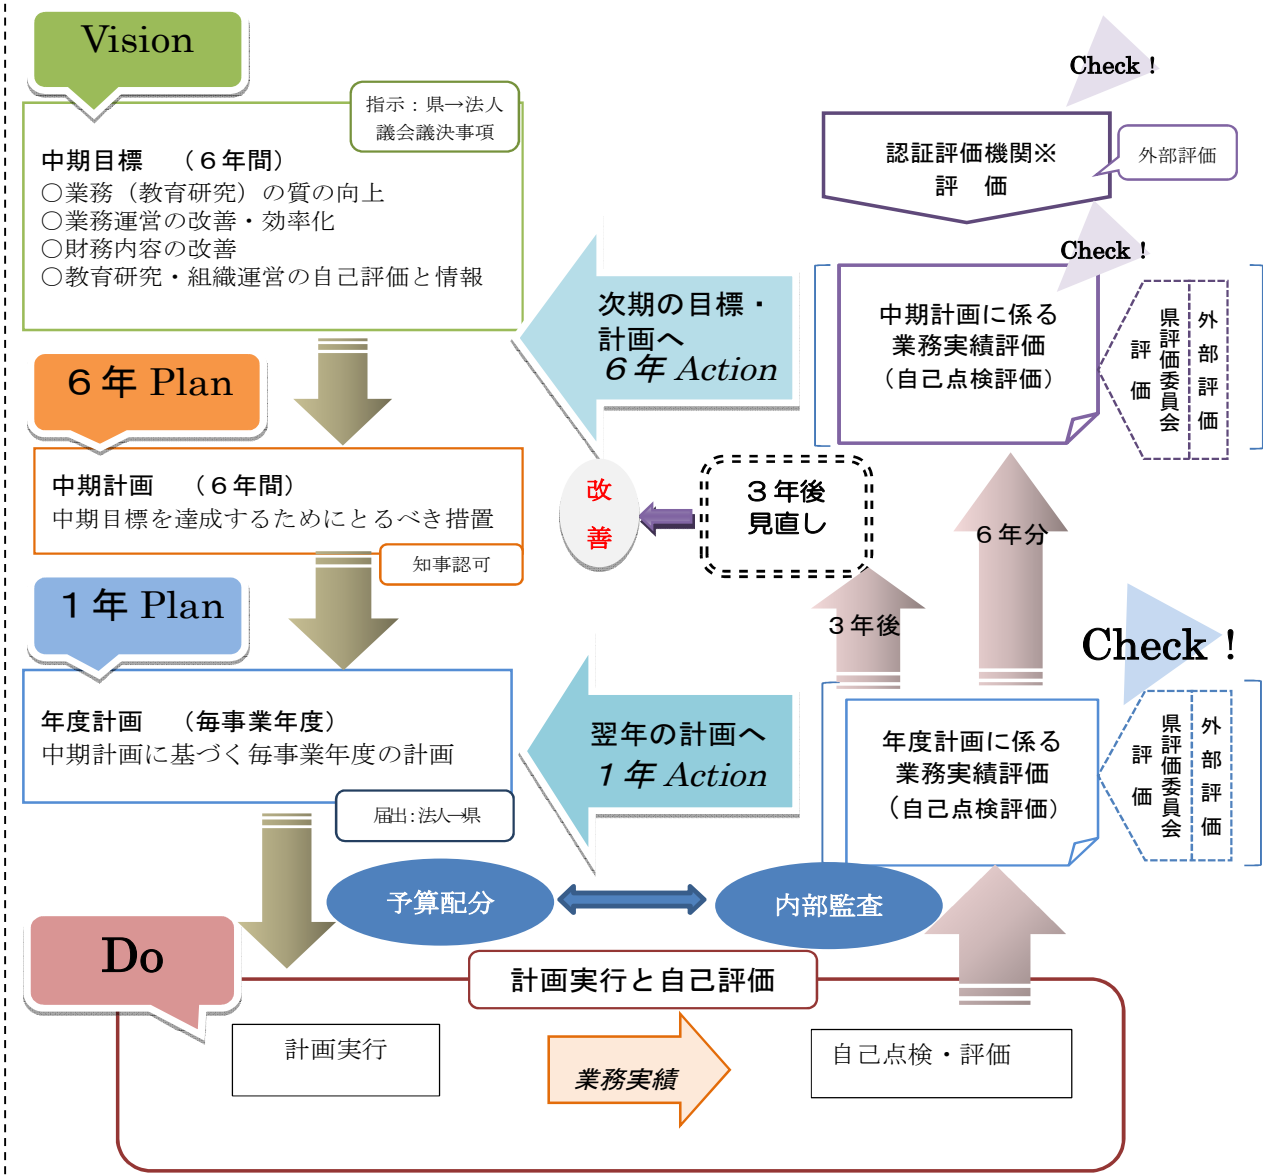 Vision
指示：県→法人
議会議決事項
中期目標　（６年間）
○業務（教育研究）の質の向上
○業務運営の改善・効率化
○財務内容の改善
○教育研究・組織運営の自己評価と情報
６年 Plan
中期計画　（６年間）
中期目標を達成するためにとるべき措置
知事認可
１年 Plan
年度計画　（毎事業年度）
中期計画に基づく毎事業年度の計画
届出：法人→県
次期の目標・
計画へ
６年 Action
改
善
３年後
見直し
翌年の計画へ
１年 Action
Check！
認証評価機関※
評　価
外部評価
Check！
中期計画に係る
業務実績評価
（自己点検評価）
外部評価
県評価委員会
評価
６年分
３年後
Check！
年度計画に係る
業務実績評価
（自己点検評価）
外部評価
県評価委員会
評価
予算配分
内部監査
Do
計画実行と自己評価
計画実行
業務実績
自己点検・評価